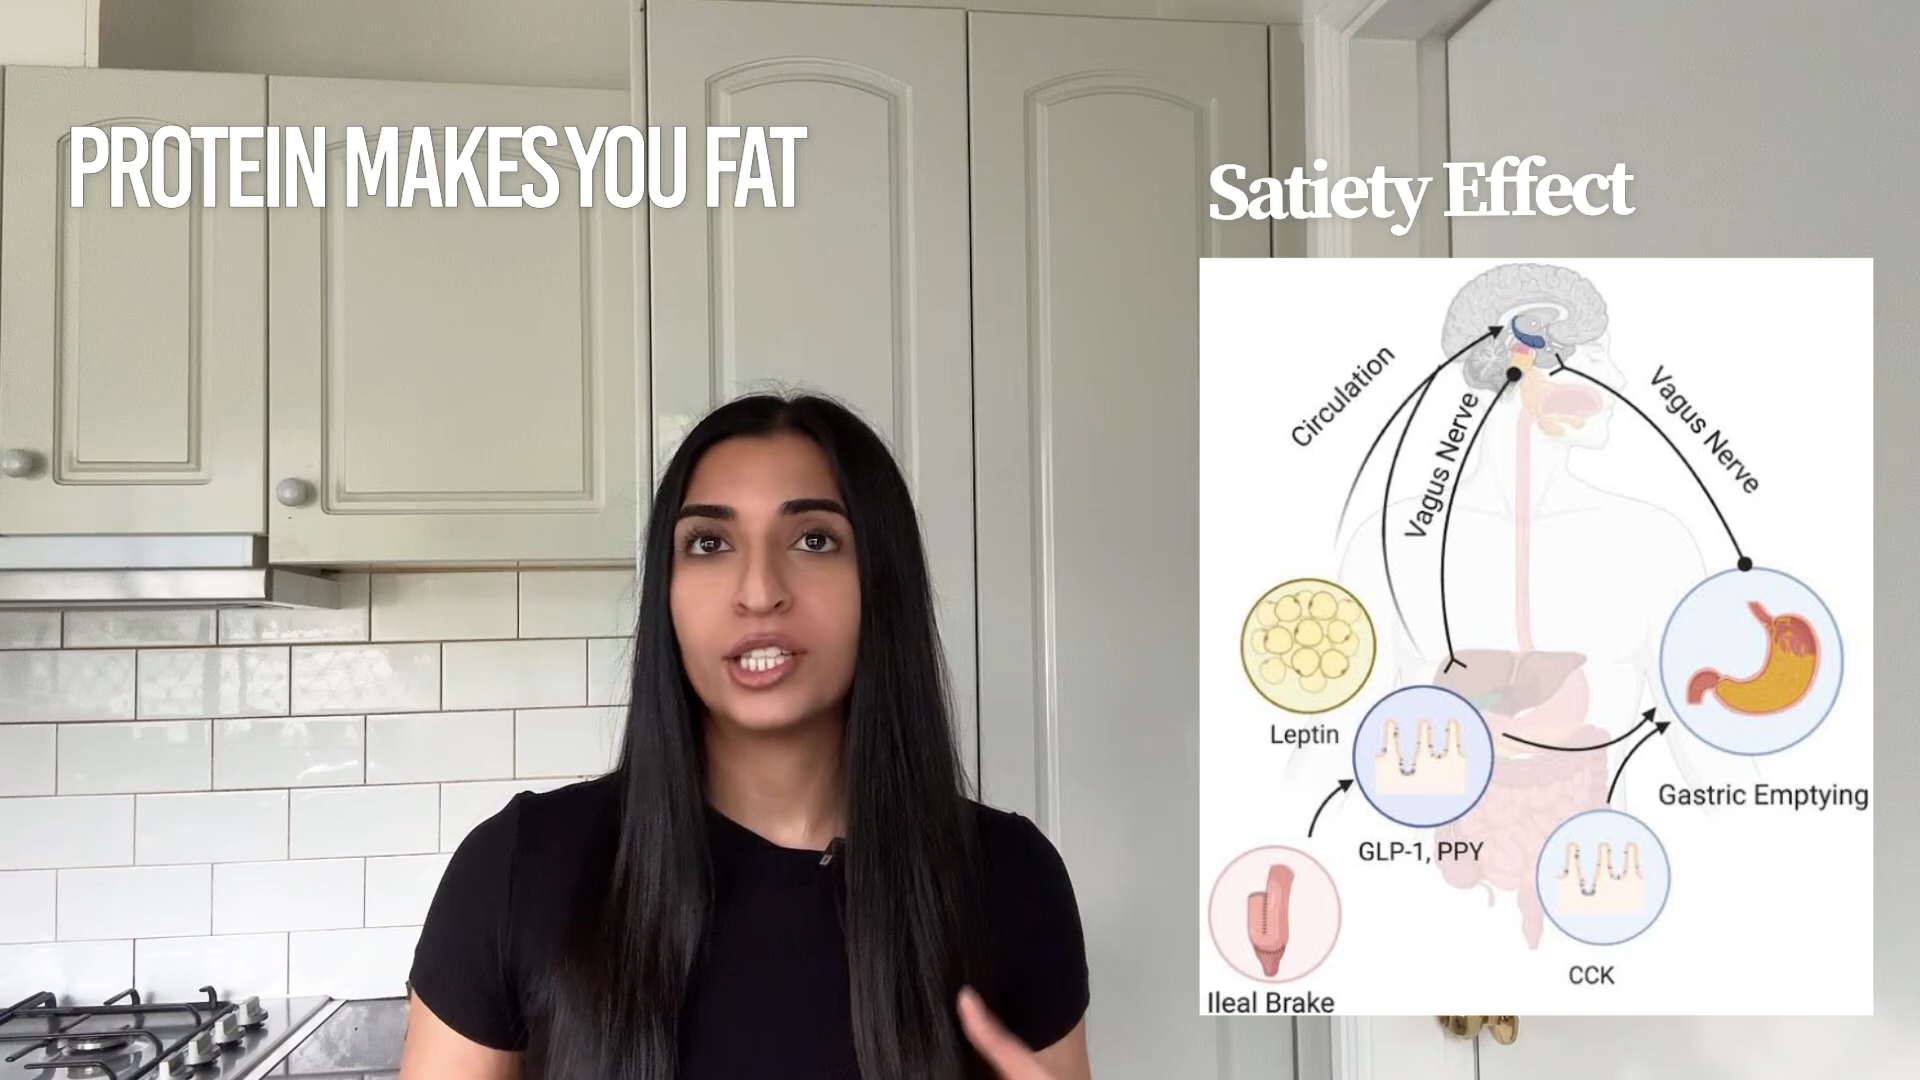 PROTEIN MAKES YOU FAT
Satiety Effect
Circulation
Vagus Nerve
Vagus Nerve
Leptin
GLP-1, PPY
Gastric Emptying
CCK
Ileal Brake